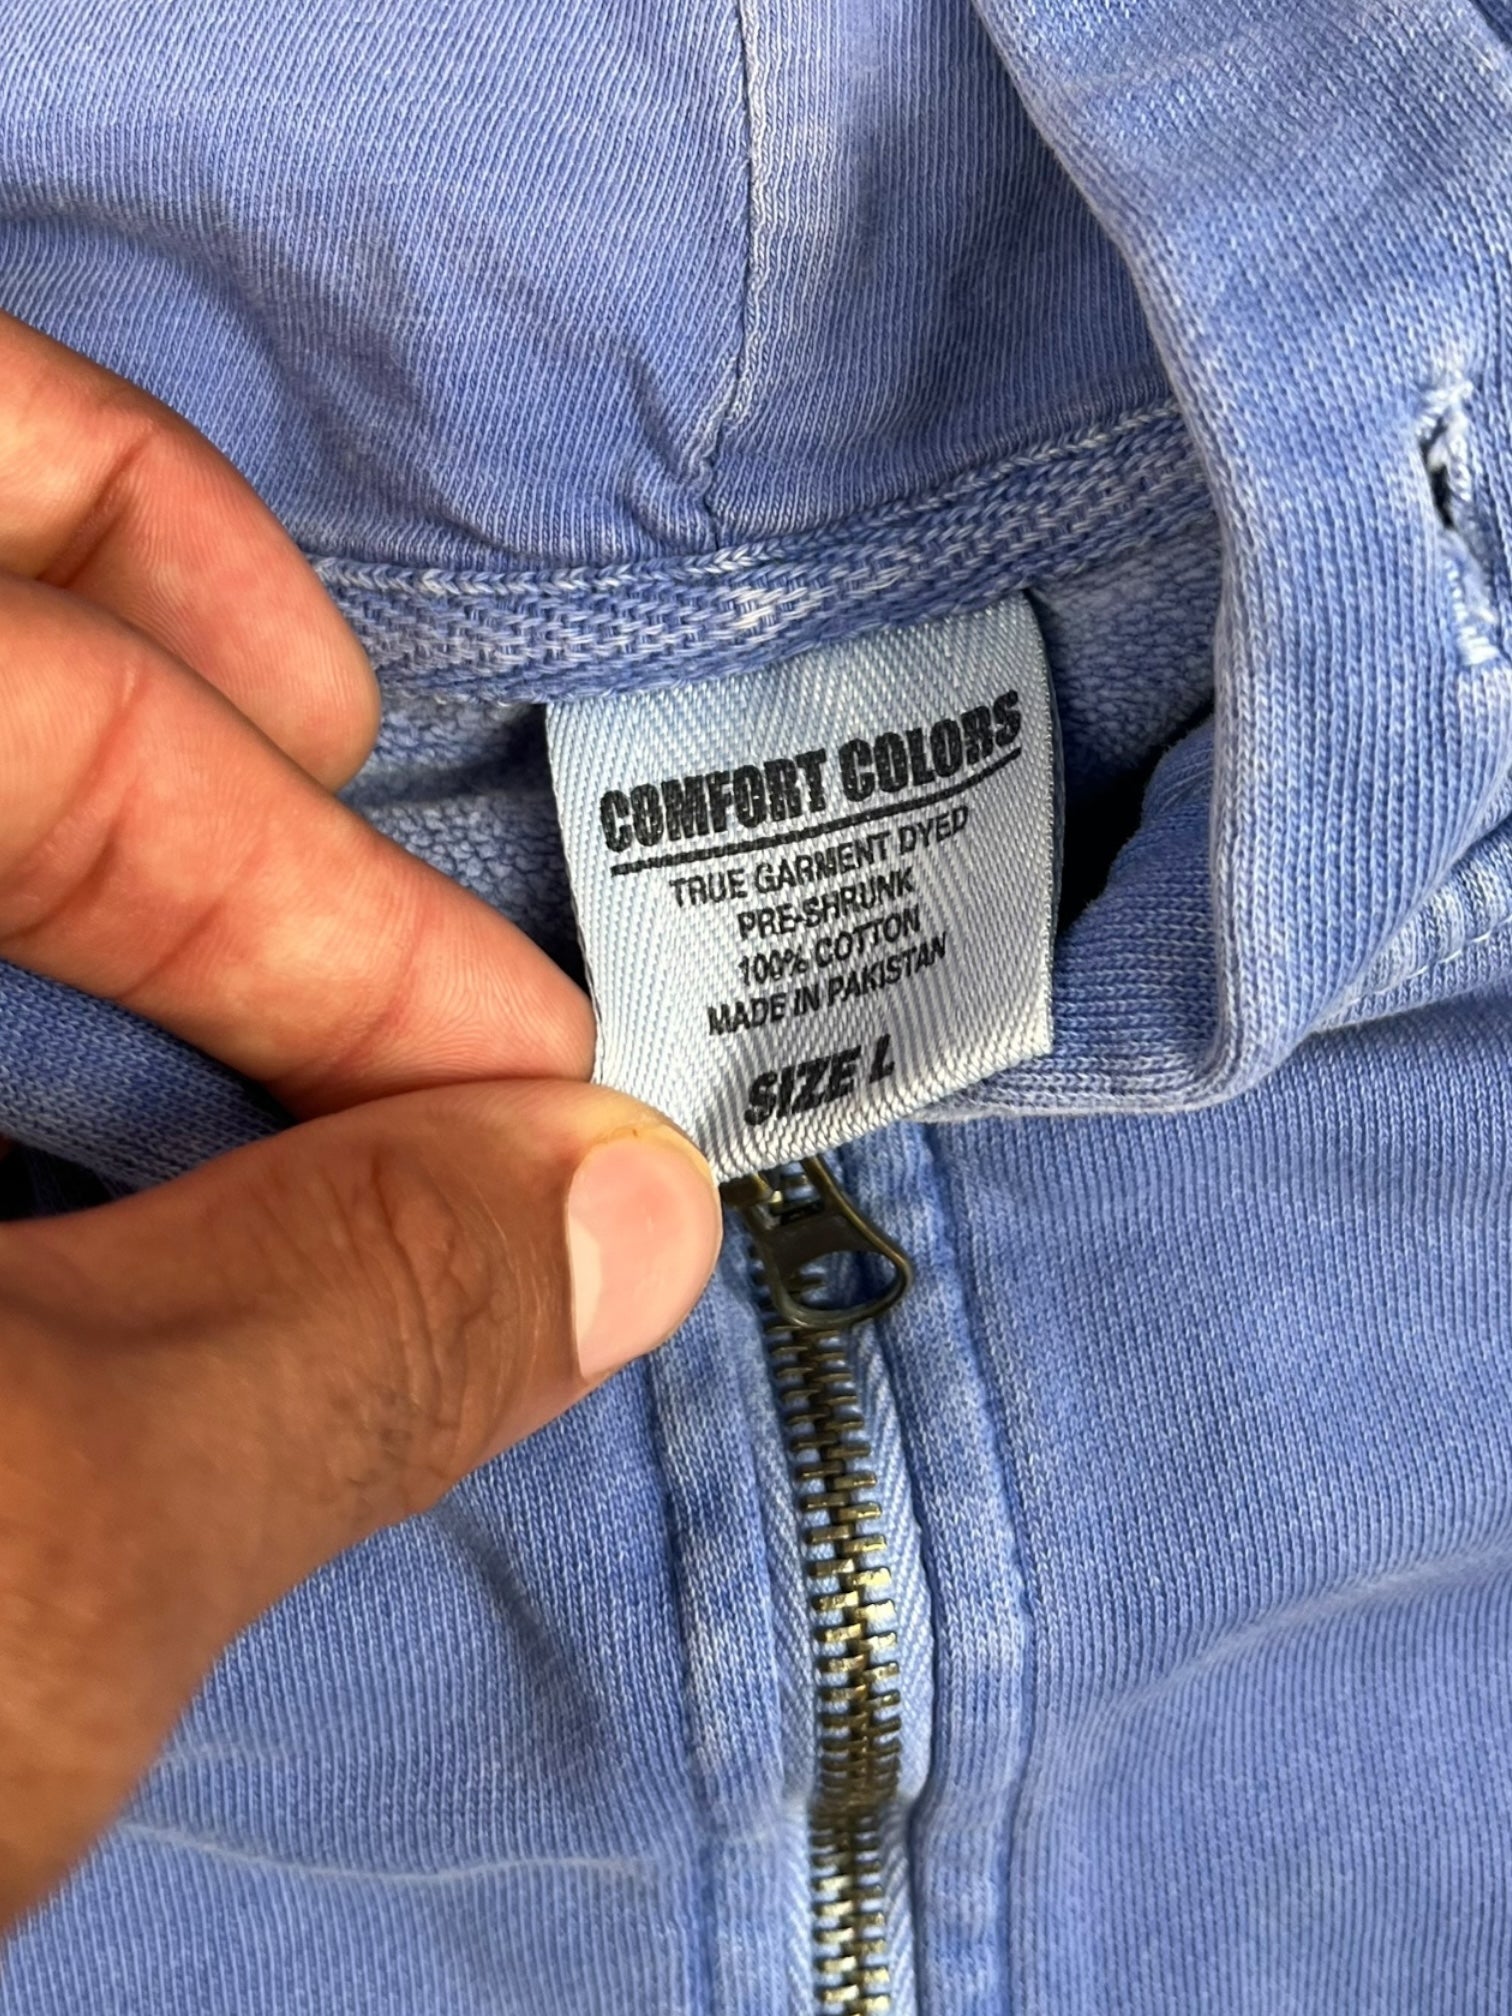 COMFORT COLORS
TRUE GARMENT DYED
PRE-SHRUNK
100% COTTON
MADE IN PAKISTAN
SIZE L